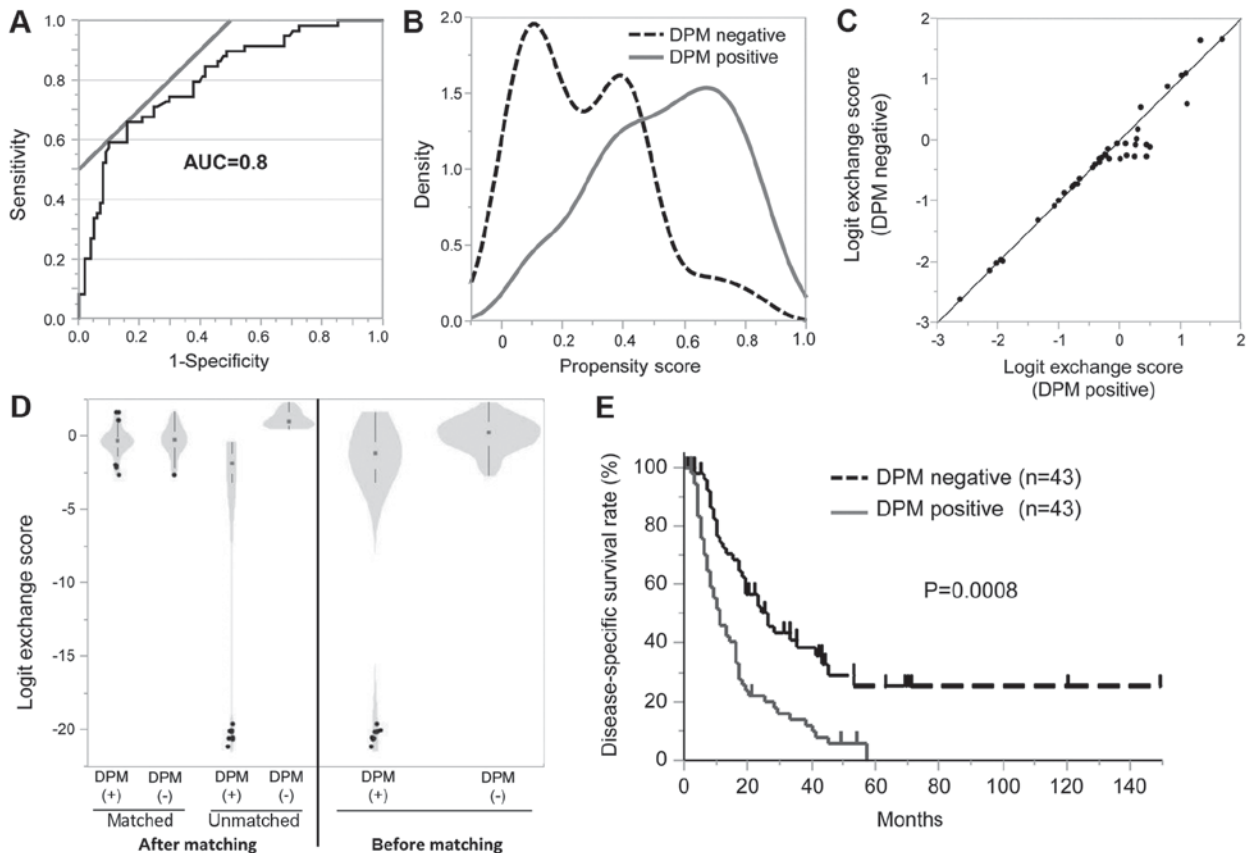 A
1.0
0.8
0.6
0.4
0.2
0.0
Sensitivity
AUC=0.8
0.0
0.2
0.4
0.6
0.8
1.0
1-Specificity
B
2.0
1.5
1.0
0.5
0.0
Density
DPM negative
DPM positive
0
0.2
0.4
0.6
0.8
1.0
Propensity score
C
2
1
0
-1
-2
-3
Logit exchange score
(DPM negative)
-3
-2
-1
0
1
2
Logit exchange score
(DPM positive)
D
0
-5
-10
-15
-20
Logit exchange score
DPM DPM DPM DPM DPM DPM
(+) (-) (+) (-) (+) (-)
Matched Unmatched
After matching Before matching
E
100
80
60
40
20
0
Disease-specific survival rate (%)
DPM negative (n=43)
DPM positive (n=43)
P=0.0008
0 20 40 60 80 100 120 140
Months